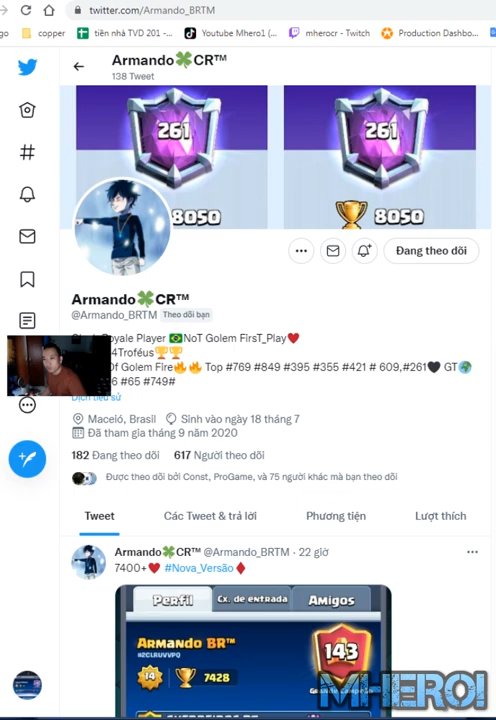 twitter.com/Armando_BRTM
copper
tiền nhà TVD 201 -...
Youtube Mhero1 (...
mherocr - Twitch
Production Dashbo...
Armando🍀CR™
138 Tweet
261
261
8050
8050
Đang theo dõi
Armando🍀CR™
@Armando_BRTM Theo dõi bạn
Royale Player 🇧🇷NoT Golem FirsT_Play♥️
4Troféus🏆🏆
Of Golem Fire🔥🔥 Top #769 #849 #395 #355 #421 # 609,#261🖤 GT🌎
#65 #749#
Dịch tiểu sử
Maceió, Brasil Sinh vào ngày 18 tháng 7
Đã tham gia tháng 9 năm 2020
182 Đang theo dõi 617 Người theo dõi
Được theo dõi bởi Const, ProGame, và 75 người khác mà bạn theo dõi
Tweet Các Tweet & trả lời Phương tiện Lượt thích
Armando🍀CR™ @Armando_BRTM · 22 giờ
7400+♥️ #Nova_Versão♦️
Perfil Cx. de entrada Amigos
Armando BR™
143
14 7428
MHEROI